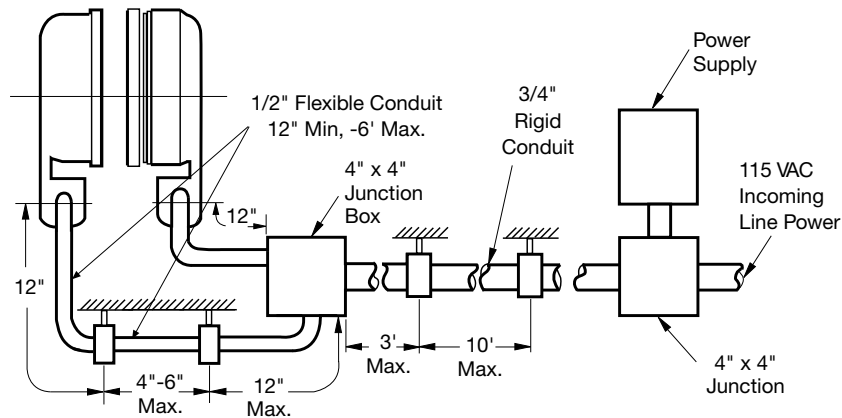 Power
Supply
1/2" Flexible Conduit
12" Min, -6' Max.
3/4"
Rigid
Conduit
4" x 4"
Junction
Box
115 VAC
Incoming
Line Power
12"
12"
3'
Max.
10'
Max.
4"-6"
Max.
12"
Max.
4" x 4"
Junction